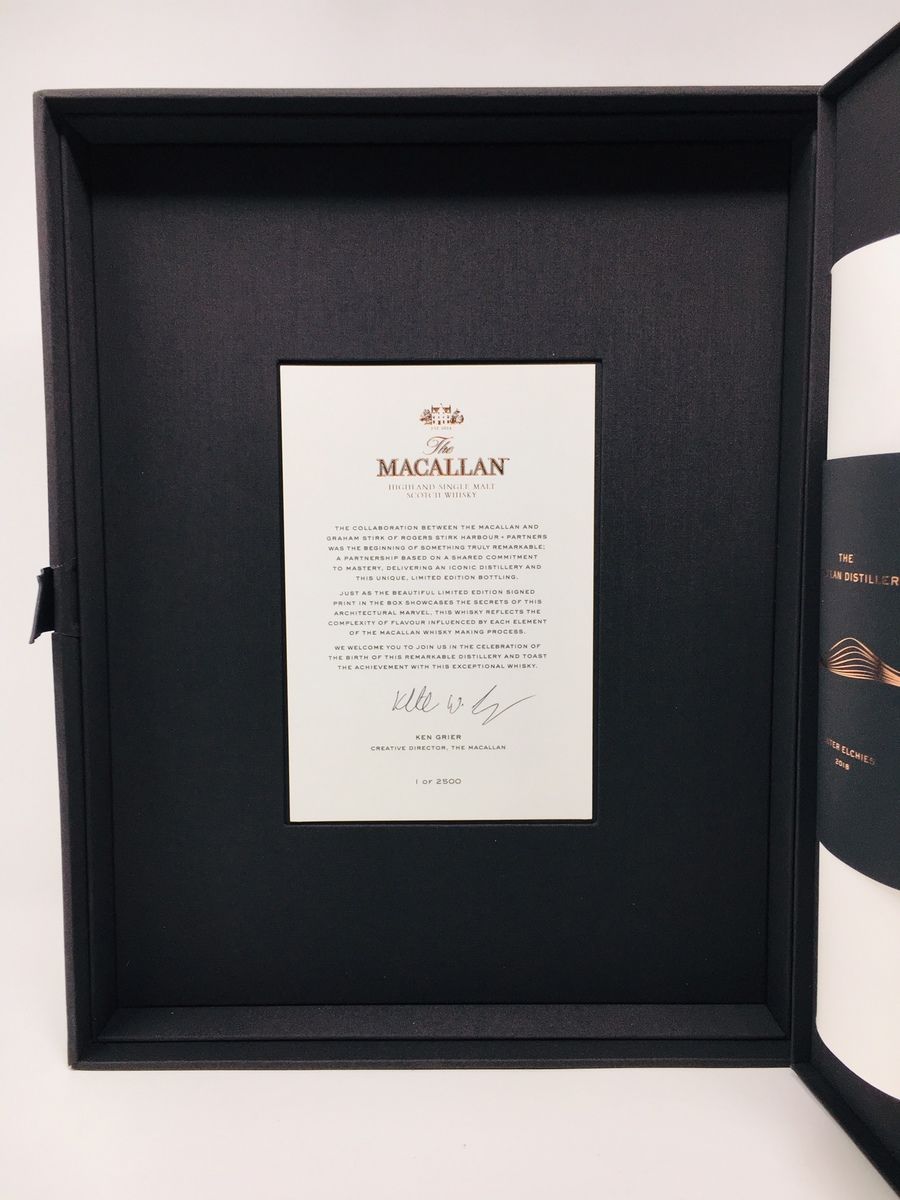 EST. 1824
The
MACALLAN
HIGHLAND SINGLE MALT
SCOTCH WHISKY
THE COLLABORATION BETWEEN THE MACALLAN AND
GRAHAM STIRK OF ROGERS STIRK HARBOUR + PARTNERS
WAS THE BEGINNING OF SOMETHING TRULY REMARKABLE;
A PARTNERSHIP BASED ON A SHARED COMMITMENT
TO MASTERY, DELIVERING AN ICONIC DISTILLERY AND
THIS UNIQUE, LIMITED EDITION BOTTLING.
JUST AS THE BEAUTIFUL LIMITED EDITION SIGNED
PRINT IN THE BOX SHOWCASES THE SECRETS OF THIS
ARCHITECTURAL MARVEL, THIS WHISKY REFLECTS THE
COMPLEXITY OF FLAVOUR INFLUENCED BY EACH ELEMENT
OF THE MACALLAN WHISKY MAKING PROCESS.
WE WELCOME YOU TO JOIN US IN THE CELEBRATION OF
THE BIRTH OF THIS REMARKABLE DISTILLERY AND TOAST
THE ACHIEVEMENT WITH THIS EXCEPTIONAL WHISKY.
KEN GRIER
CREATIVE DIRECTOR, THE MACALLAN
1 of 2500
THE
DISTILLER
ELCHIES
2018